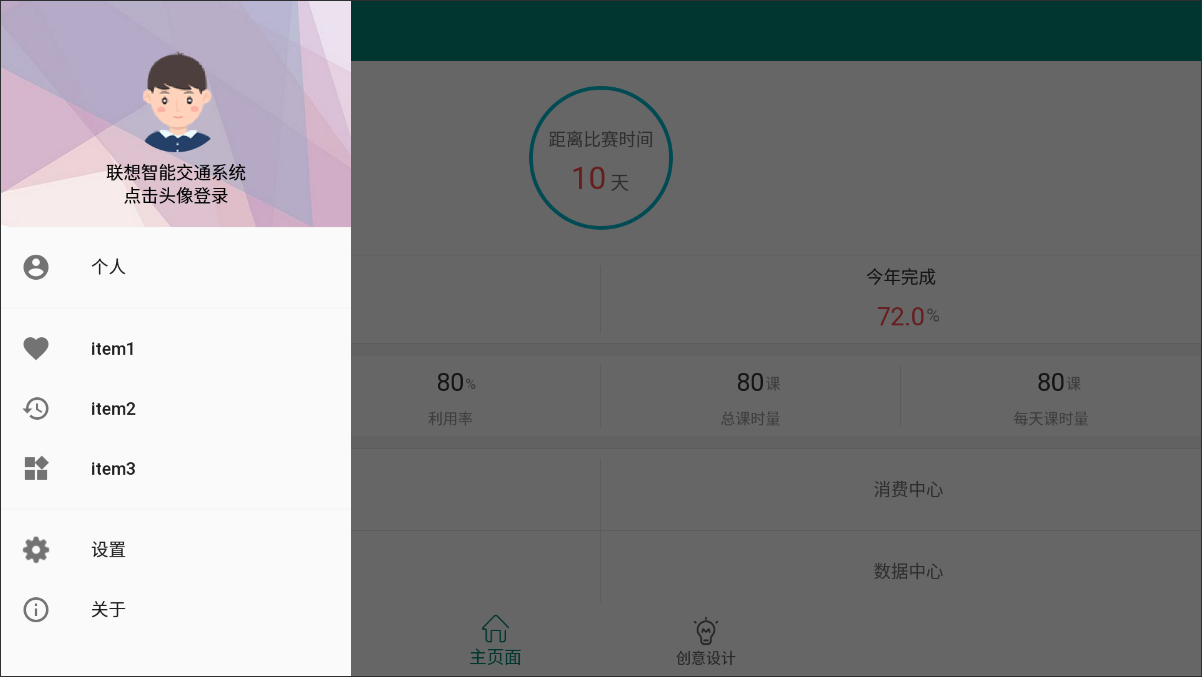 联想智能交通系统
点击头像登录
个人
item1
item2
item3
设置
关于
距离比赛时间
10 天
今年完成
72.0%
80%
利用率
80课
总课时量
80课
每天课时量
消费中心
数据中心
主页面
创意设计